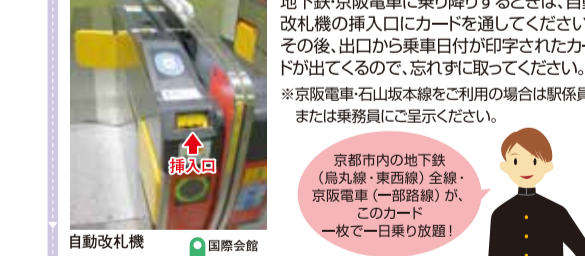 地下鉄・京阪電車に乗り降りするときは、自動
改札機の挿入口にカードを通してください。
その後、出口から乗車日付が印字されたカー
ドが出てくるので、忘れずに取ってください。
※京阪電車・石山坂本線をご利用の場合は駅係員
または乗務員にご呈示ください。
挿入口
京都市内の地下鉄
（烏丸線・東西線）全線・
京阪電車（一部路線）が、
このカード
一枚で一日乗り放題！
自動改札機
国際会館